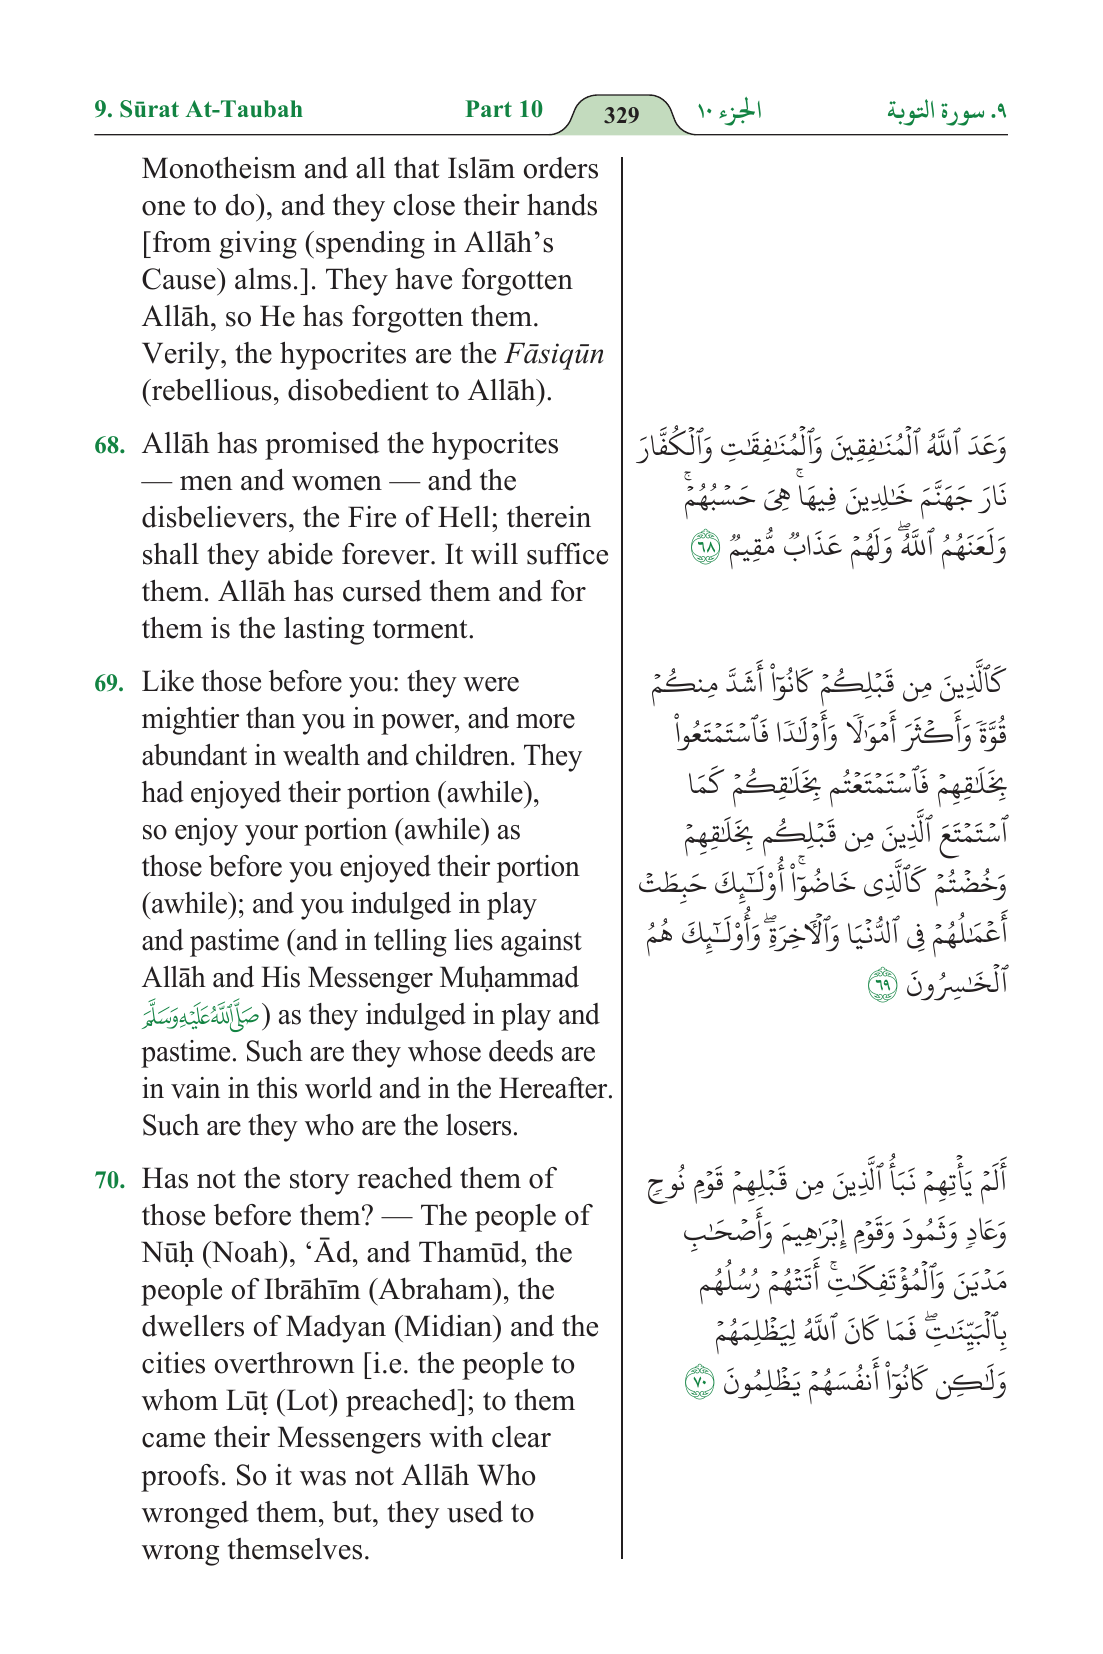 9. Sūrat At-Taubah
Part 10
329
الجزء ١٠
٩. سورة التوبة
Monotheism and all that Islām orders
one to do), and they close their hands
[from giving (spending in Allāh’s
Cause) alms.]. They have forgotten
Allāh, so He has forgotten them.
Verily, the hypocrites are the Fāsiqūn
(rebellious, disobedient to Allāh).
68. Allāh has promised the hypocrites
— men and women — and the
disbelievers, the Fire of Hell; therein
shall they abide forever. It will suffice
them. Allāh has cursed them and for
them is the lasting torment.
وَعَدَ ٱللَّهُ ٱلْمُنَـٰفِقِينَ وَٱلْمُنَـٰفِقَـٰتِ وَٱلْكُفَّارَ
نَارَ جَهَنَّمَ خَـٰلِدِينَ فِيهَا ۚ هِىَ حَسْبُهُمْ ۚ
وَلَعَنَهُمُ ٱللَّهُ ۖ وَلَهُمْ عَذَابٌ مُّقِيمٌ ٦٨
69. Like those before you: they were
mightier than you in power, and more
abundant in wealth and children. They
had enjoyed their portion (awhile),
so enjoy your portion (awhile) as
those before you enjoyed their portion
(awhile); and you indulged in play
and pastime (and in telling lies against
Allāh and His Messenger Muḥammad
صَلَّى ٱللَّهُ عَلَيْهِ وَسَلَّمَ) as they indulged in play and
pastime. Such are they whose deeds are
in vain in this world and in the Hereafter.
Such are they who are the losers.
كَٱلَّذِينَ مِن قَبْلِكُمْ كَانُوٓا۟ أَشَدَّ مِنكُمْ
قُوَّةً وَأَكْثَرَ أَمْوَٰلًا وَأَوْلَـٰدًا فَٱسْتَمْتَعُوا۟
بِخَلَـٰقِهِمْ فَٱسْتَمْتَعْتُم بِخَلَـٰقِكُمْ كَمَا
ٱسْتَمْتَعَ ٱلَّذِينَ مِن قَبْلِكُم بِخَلَـٰقِهِمْ
وَخُضْتُمْ كَٱلَّذِى خَاضُوٓا۟ ۚ أُو۟لَـٰٓئِكَ حَبِطَتْ
أَعْمَـٰلُهُمْ فِى ٱلدُّنْيَا وَٱلْـَٔاخِرَةِ ۖ وَأُو۟لَـٰٓئِكَ هُمُ
ٱلْخَـٰسِرُونَ ٦٩
70. Has not the story reached them of
those before them? — The people of
Nūḥ (Noah), ‘Ād, and Thamūd, the
people of Ibrāhīm (Abraham), the
dwellers of Madyan (Midian) and the
cities overthrown [i.e. the people to
whom Lūṭ (Lot) preached]; to them
came their Messengers with clear
proofs. So it was not Allāh Who
wronged them, but, they used to
wrong themselves.
أَلَمْ يَأْتِهِمْ نَبَأُ ٱلَّذِينَ مِن قَبْلِهِمْ قَوْمِ نُوحٍ
وَعَادٍ وَثَمُودَ وَقَوْمِ إِبْرَٰهِيمَ وَأَصْحَـٰبِ
مَدْيَنَ وَٱلْمُؤْتَفِكَـٰتِ ۚ أَتَتْهُمْ رُسُلُهُم
بِٱلْبَيِّنَـٰتِ ۖ فَمَا كَانَ ٱللَّهُ لِيَظْلِمَهُمْ
وَلَـٰكِن كَانُوٓا۟ أَنفُسَهُمْ يَظْلِمُونَ ٧٠